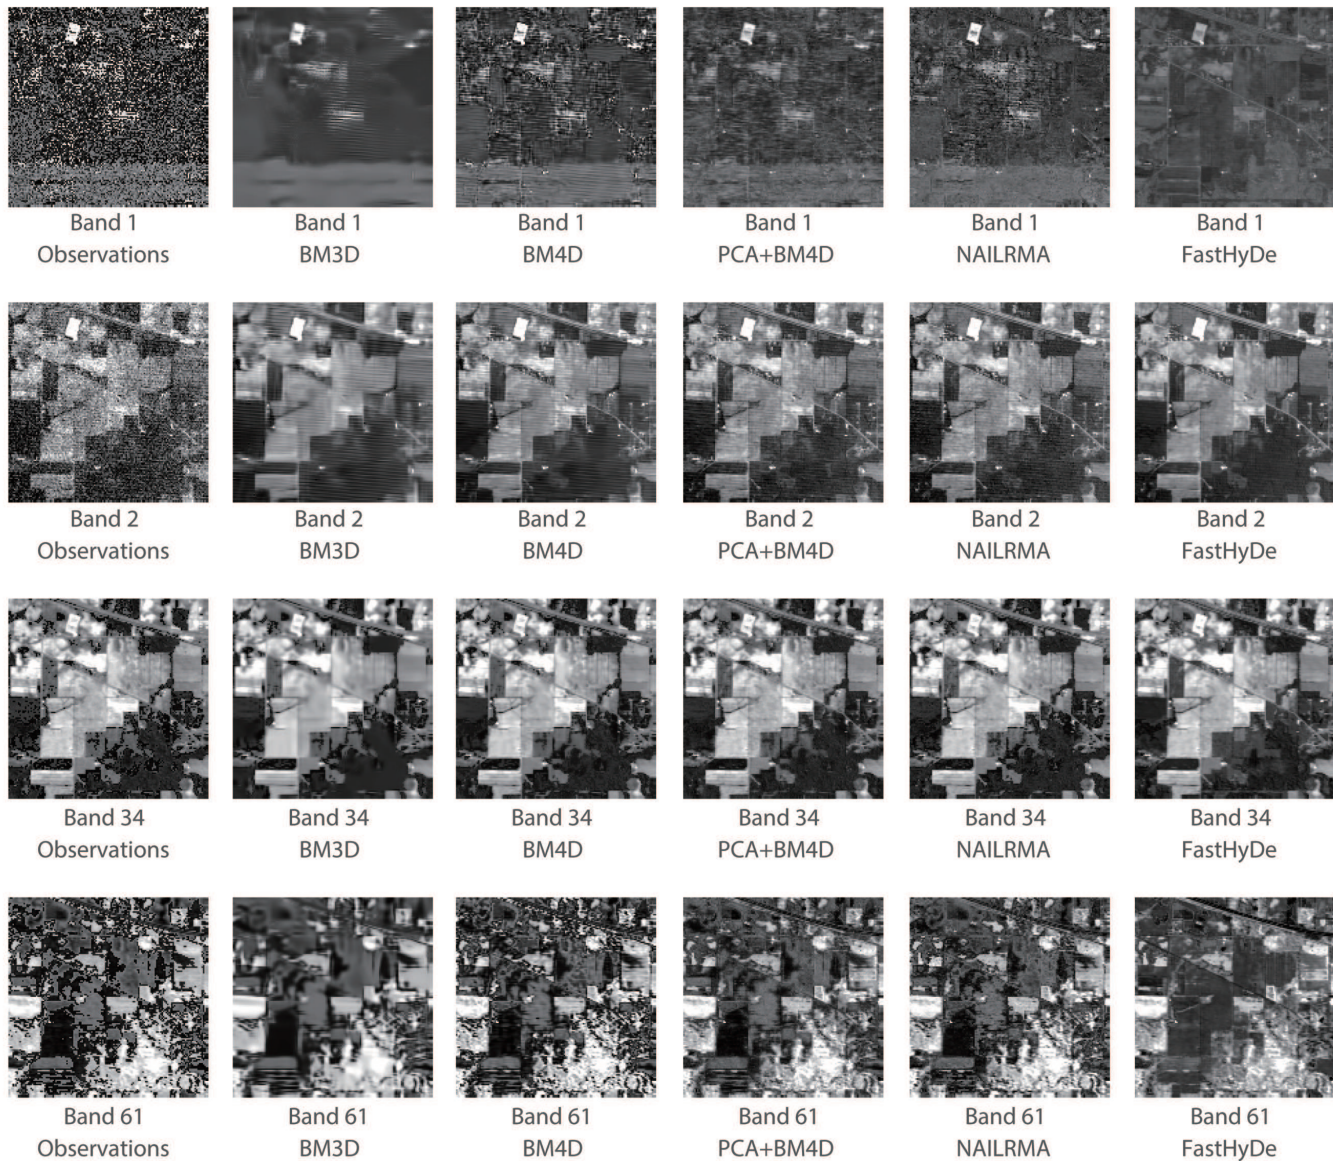 Band 1 Band 1 Band 1 Band 1 Band 1 Band 1
Observations BM3D BM4D PCA+BM4D NAILRMA FastHyDe
Band 2 Band 2 Band 2 Band 2 Band 2 Band 2
Observations BM3D BM4D PCA+BM4D NAILRMA FastHyDe
Band 34 Band 34 Band 34 Band 34 Band 34 Band 34
Observations BM3D BM4D PCA+BM4D NAILRMA FastHyDe
Band 61 Band 61 Band 61 Band 61 Band 61 Band 61
Observations BM3D BM4D PCA+BM4D NAILRMA FastHyDe